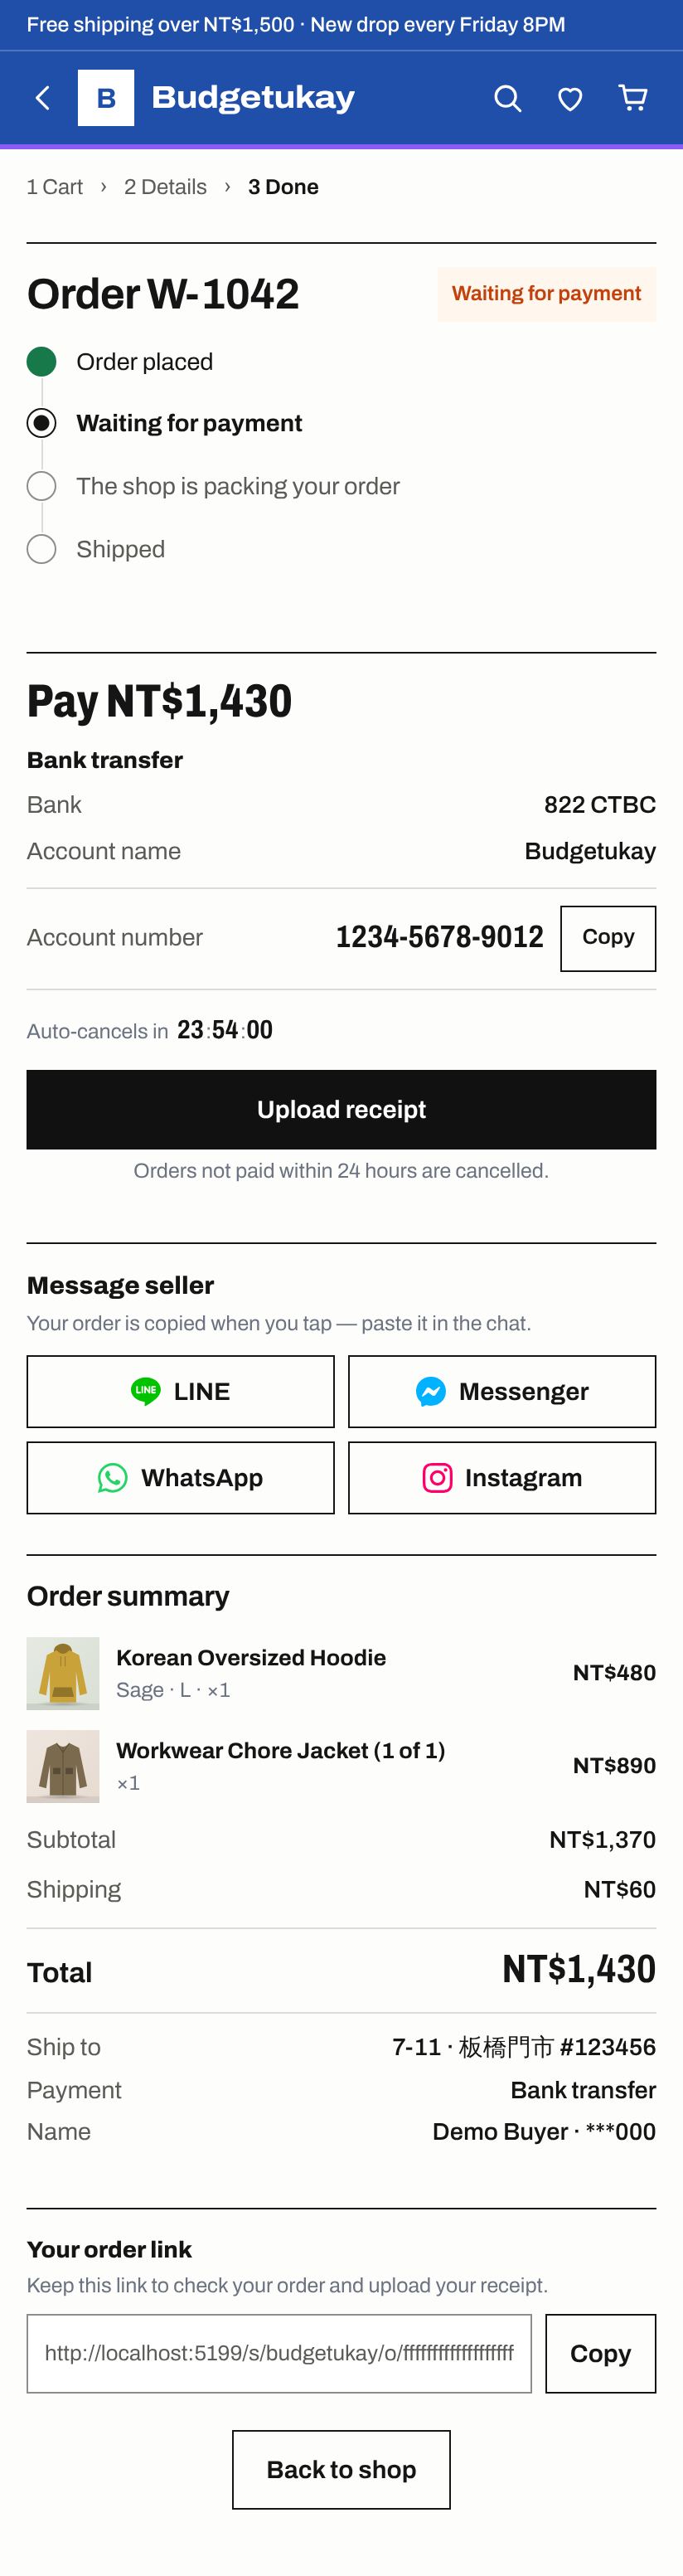 Free shipping over NT$1,500 · New drop every Friday 8PM
B Budgetukay
1 Cart › 2 Details › 3 Done
Order W-1042
Waiting for payment
Order placed
Waiting for payment
The shop is packing your order
Shipped
Pay NT$1,430
Bank transfer
Bank 822 CTBC
Account name Budgetukay
Account number 1234-5678-9012 Copy
Auto-cancels in 23:54:00
Upload receipt
Orders not paid within 24 hours are cancelled.
Message seller
Your order is copied when you tap — paste it in the chat.
LINE LINE
Messenger
WhatsApp
Instagram
Order summary
Korean Oversized Hoodie
Sage · L · ×1
NT$480
Workwear Chore Jacket (1 of 1)
×1
NT$890
Subtotal NT$1,370
Shipping NT$60
Total NT$1,430
Ship to 7-11 · 板橋門市 #123456
Payment Bank transfer
Name Demo Buyer · ***000
Your order link
Keep this link to check your order and upload your receipt.
http://localhost:5199/s/budgetukay/o/ffffffffffffffffffff Copy
Back to shop